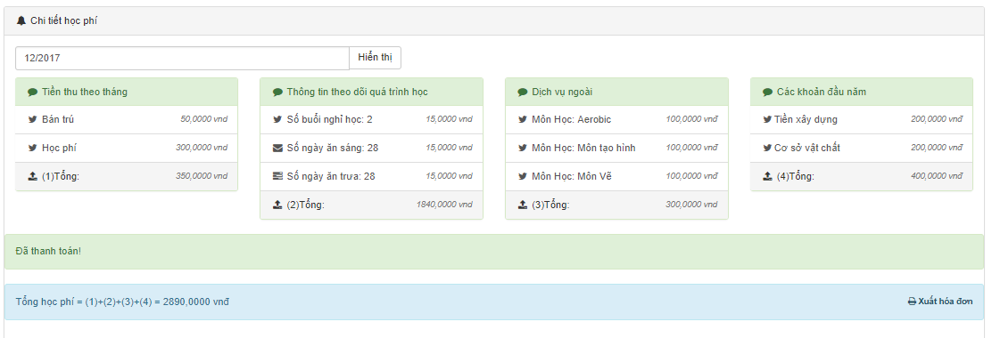 Chi tiết học phí
12/2017
Hiển thị
Tiền thu theo tháng
Bán trú 50,0000 vnd
Học phí 300,0000 vnd
(1)Tổng: 350,0000 vnd
Thông tin theo dõi quá trình học
Số buổi nghỉ học: 2 15,0000 vnd
Số ngày ăn sáng: 28 15,0000 vnd
Số ngày ăn trưa: 28 15,0000 vnd
(2)Tổng: 1840,0000 vnd
Dịch vụ ngoài
Môn Học: Aerobic 100,0000 vnđ
Môn Học: Môn tạo hình 100,0000 vnđ
Môn Học: Môn Vẽ 100,0000 vnđ
(3)Tổng: 300,0000 vnđ
Các khoản đầu năm
Tiền xây dựng 200,0000 vnđ
Cơ sở vật chất 200,0000 vnđ
(4)Tổng: 400,0000 vnđ
Đã thanh toán!
Tổng học phí = (1)+(2)+(3)+(4) = 2890,0000 vnđ
Xuất hóa đơn